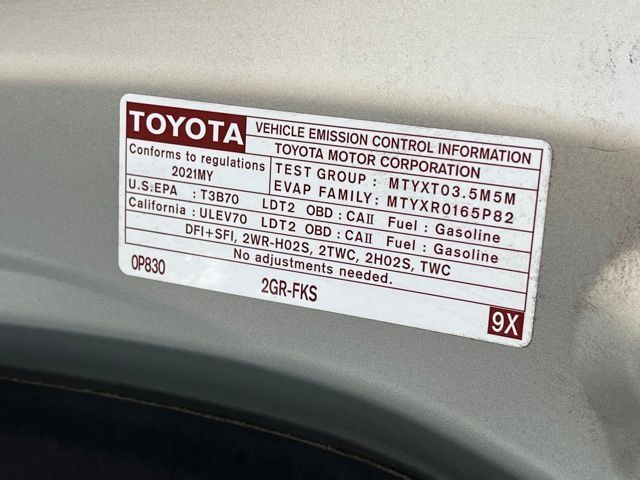 TOYOTA
VEHICLE EMISSION CONTROL INFORMATION
TOYOTA MOTOR CORPORATION
Conforms to regulations
2021MY
TEST GROUP : MTYXT03.5M5M
EVAP FAMILY: MTYXR0165P82
U.S.EPA : T3B70 LDT2 OBD : CAII Fuel : Gasoline
California : ULEV70 LDT2 OBD : CAII Fuel : Gasoline
DFI+SFI, 2WR-HO2S, 2TWC, 2HO2S, TWC
No adjustments needed.
0P830
2GR-FKS
9X